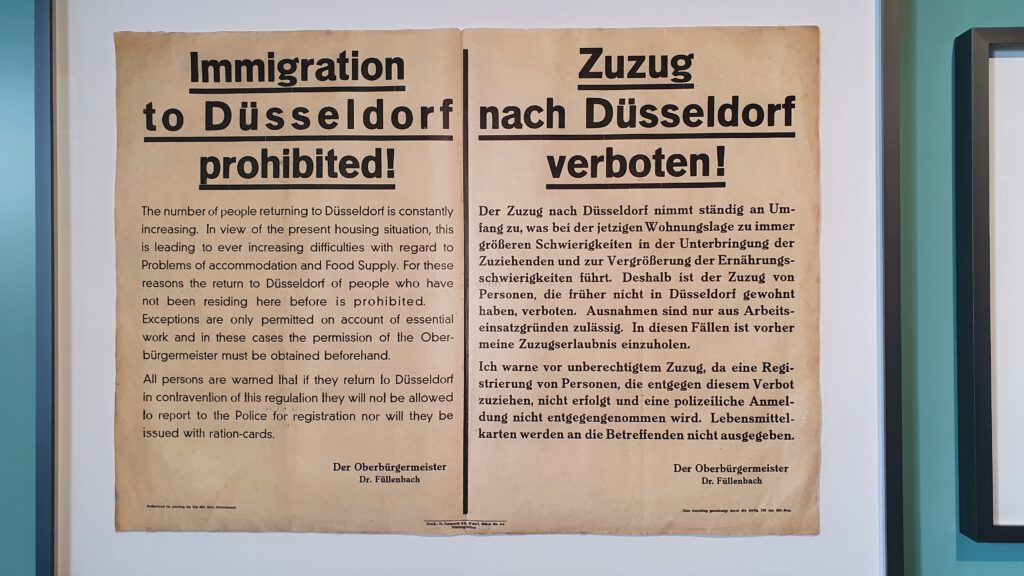 Immigration
to Düsseldorf
prohibited!
The number of people returning to Düsseldorf is constantly
increasing. In view of the present housing situation, this
is leading to ever increasing difficulties with regard to
Problems of accommodation and Food Supply. For these
reasons the return to Düsseldorf of people who have
not been residing here before is prohibited.
Exceptions are only permitted on account of essential
work and in these cases the permission of the Ober-
bürgermeister must be obtained beforehand.
All persons are warned that if they return to Düsseldorf
in contravention of this regulation they will not be allowed
to report to the Police for registration nor will they be
issued with ration-cards.
Der Oberbürgermeister
Dr. Füllenbach
Zuzug
nach Düsseldorf
verboten!
Der Zuzug nach Düsseldorf nimmt ständig an Um-
fang zu, was bei der jetzigen Wohnungslage zu immer
größeren Schwierigkeiten in der Unterbringung der
Zuziehenden und zur Vergrößerung der Ernährungs-
schwierigkeiten führt. Deshalb ist der Zuzug von
Personen, die früher nicht in Düsseldorf gewohnt
haben, verboten. Ausnahmen sind nur aus Arbeits-
einsatzgründen zulässig. In diesen Fällen ist vorher
meine Zuzugserlaubnis einzuholen.
Ich warne vor unberechtigtem Zuzug, da eine Regi-
strierung von Personen, die entgegen diesem Verbot
zuziehen, nicht erfolgt und eine polizeiliche Anmel-
dung nicht entgegengenommen wird. Lebensmittel-
karten werden an die Betreffenden nicht ausgegeben.
Der Oberbürgermeister
Dr. Füllenbach
Zum Anschlag genehmigt durch die der Mil.